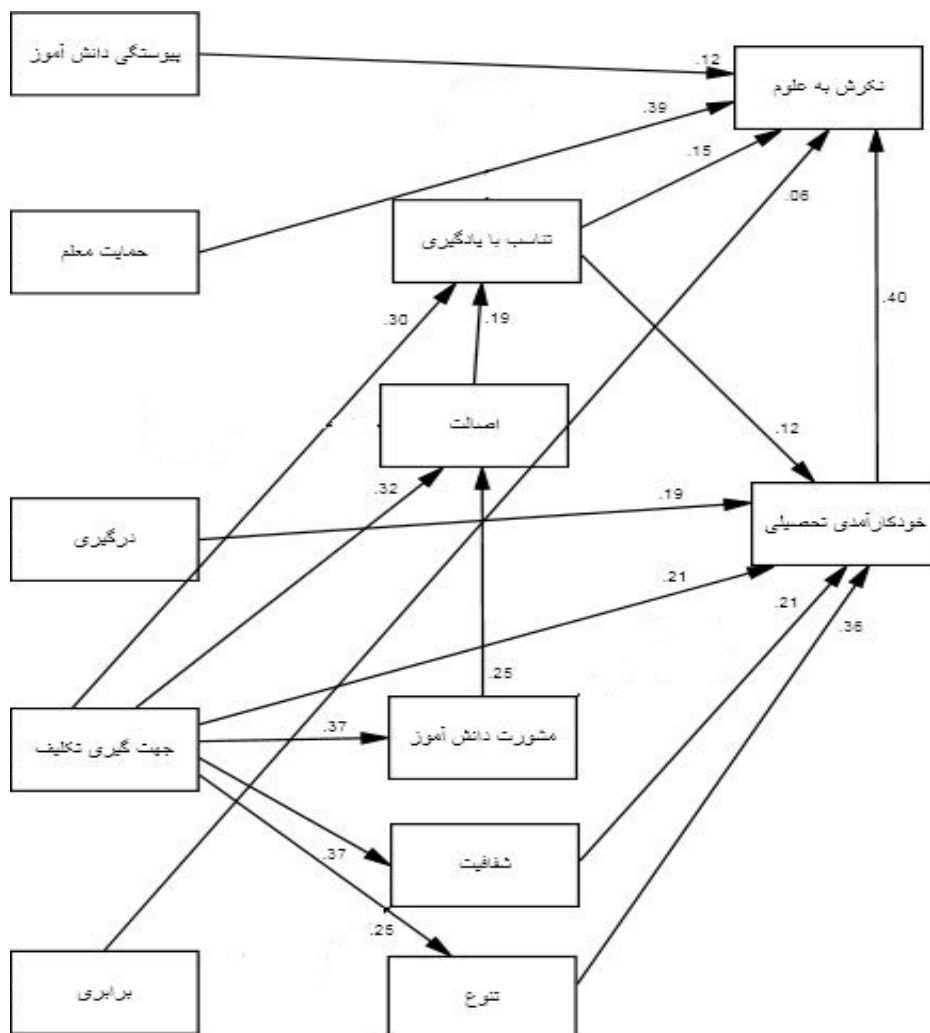 پیوستگی دانش آموز
.12
نگرش به علوم
.39
.15
.06
حمایت معلم
تناسب با یادگیری
.30
.19
.40
اصالت
.12
.32
.19
درگیری
خودکارآمدی تحصیلی
.21
.21
.36
.25
جهت گیری تکلیف
.37
مشورت دانش آموز
.37
شفافیت
.25
برابری
تنوع